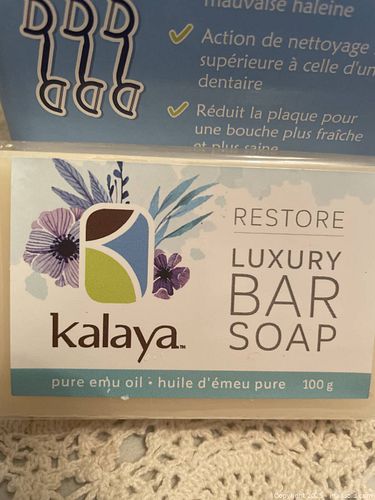 mauvaise haleine
Action de nettoyage
supérieure à celle d'un
dentaire
Réduit la plaque pour
une bouche plus fraîche
et plus saine
RESTORE
LUXURY
BAR
SOAP
kalaya™
pure emu oil • huile d'émeu pure 100 g